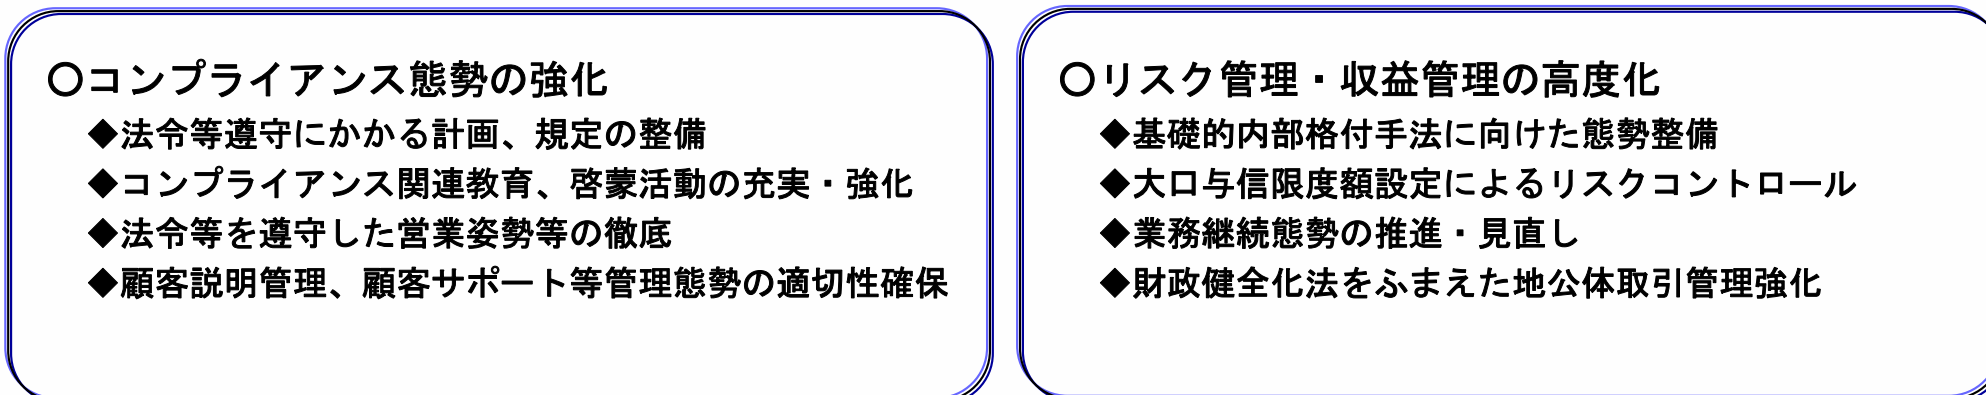 〇コンプライアンス態勢の強化
◆法令等遵守にかかる計画、規定の整備
◆コンプライアンス関連教育、啓蒙活動の充実・強化
◆法令等を遵守した営業姿勢等の徹底
◆顧客説明管理、顧客サポート等管理態勢の適切性確保
〇リスク管理・収益管理の高度化
◆基礎的内部格付手法に向けた態勢整備
◆大口与信限度額設定によるリスクコントロール
◆業務継続態勢の推進・見直し
◆財政健全化法をふまえた地公体取引管理強化